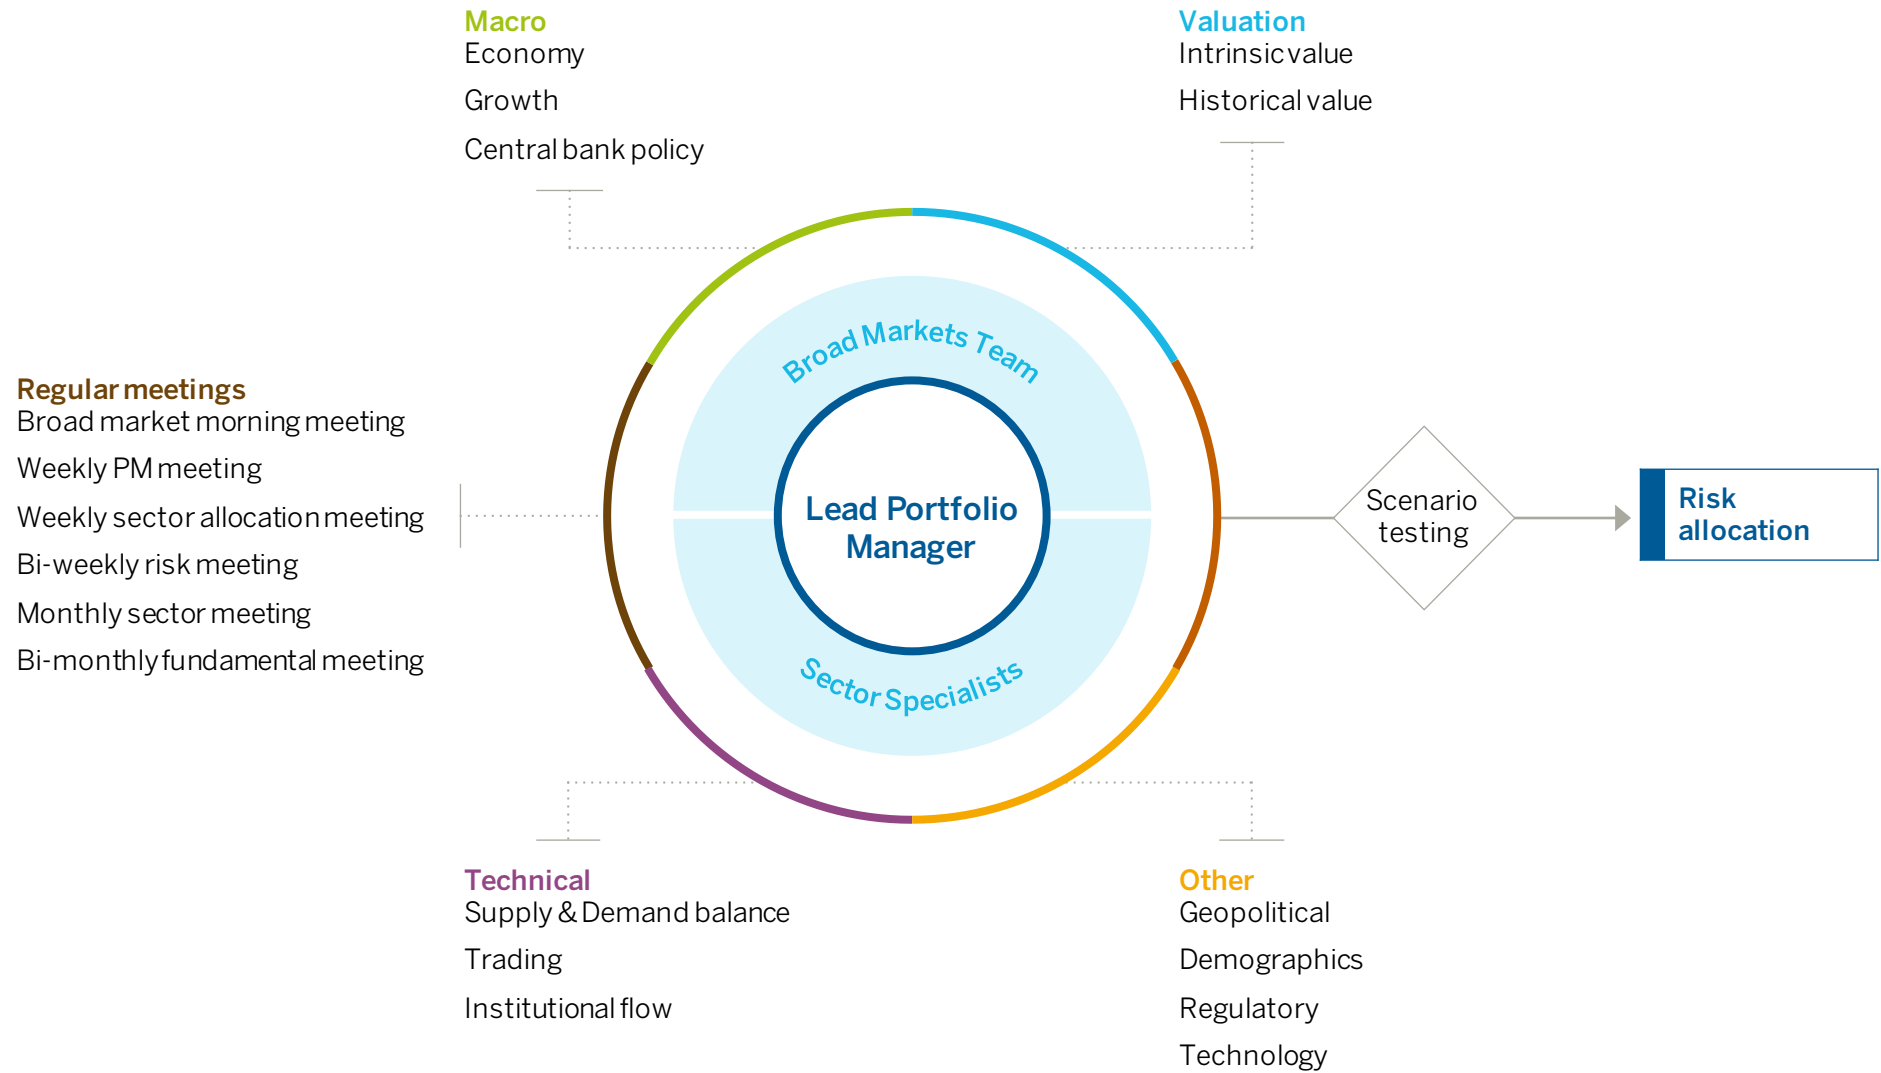 Macro
Economy
Growth
Central bank policy
Valuation
Intrinsic value
Historical value
Regular meetings
Broad market morning meeting
Weekly PM meeting
Weekly sector allocation meeting
Bi-weekly risk meeting
Monthly sector meeting
Bi-monthly fundamental meeting
Broad Markets Team
Lead Portfolio
Manager
Sector Specialists
Scenario
testing
Risk
allocation
Technical
Supply & Demand balance
Trading
Institutional flow
Other
Geopolitical
Demographics
Regulatory
Technology